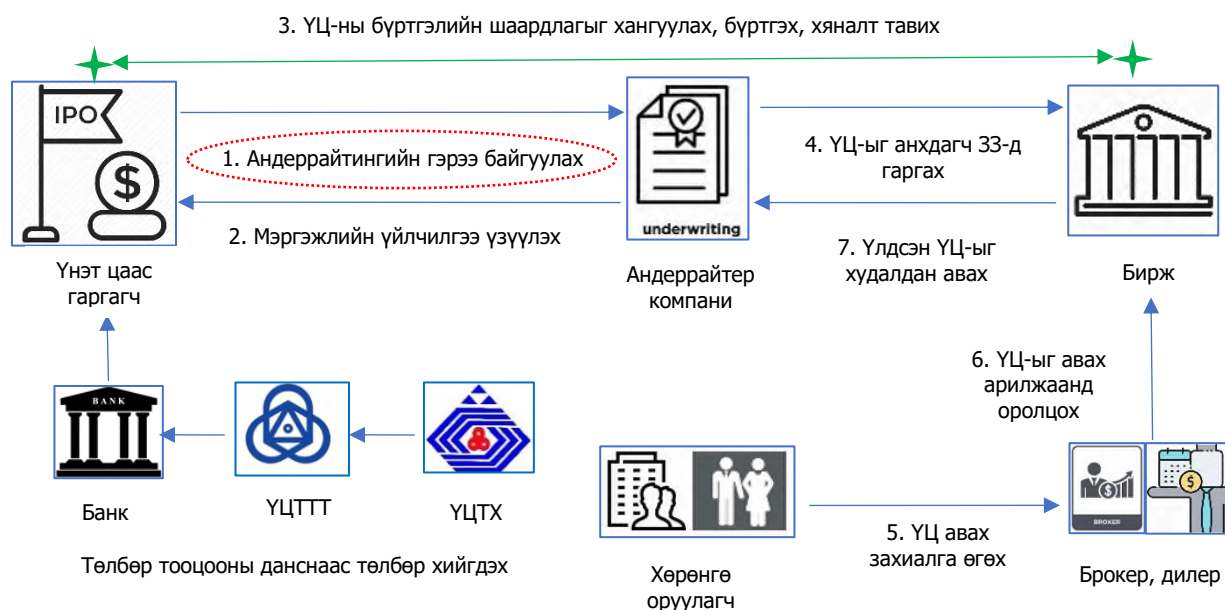 3. ҮЦ-ны бүртгэлийн шаардлагыг хангуулах, бүртгэх, хяналт тавих
IPO
$
1. Андеррайтингийн гэрээ байгуулах
2. Мэргэжлийн үйлчилгээ үзүүлэх
underwriting
4. ҮЦ-ыг анхдагч ЗЗ-д
гаргах
7. Үлдсэн ҮЦ-ыг
худалдан авах
Үнэт цаас
гаргагч
Андеррайтер
компани
Бирж
6. ҮЦ-ыг авах
арилжаанд
оролцох
BANK
Банк
ҮЦТТТ
ҮЦТХ
Төлбөр тооцооны данснаас төлбөр хийгдэх
5. ҮЦ авах
захиалга өгөх
Хөрөнгө
оруулагч
$
BROKER
$
Брокер, дилер